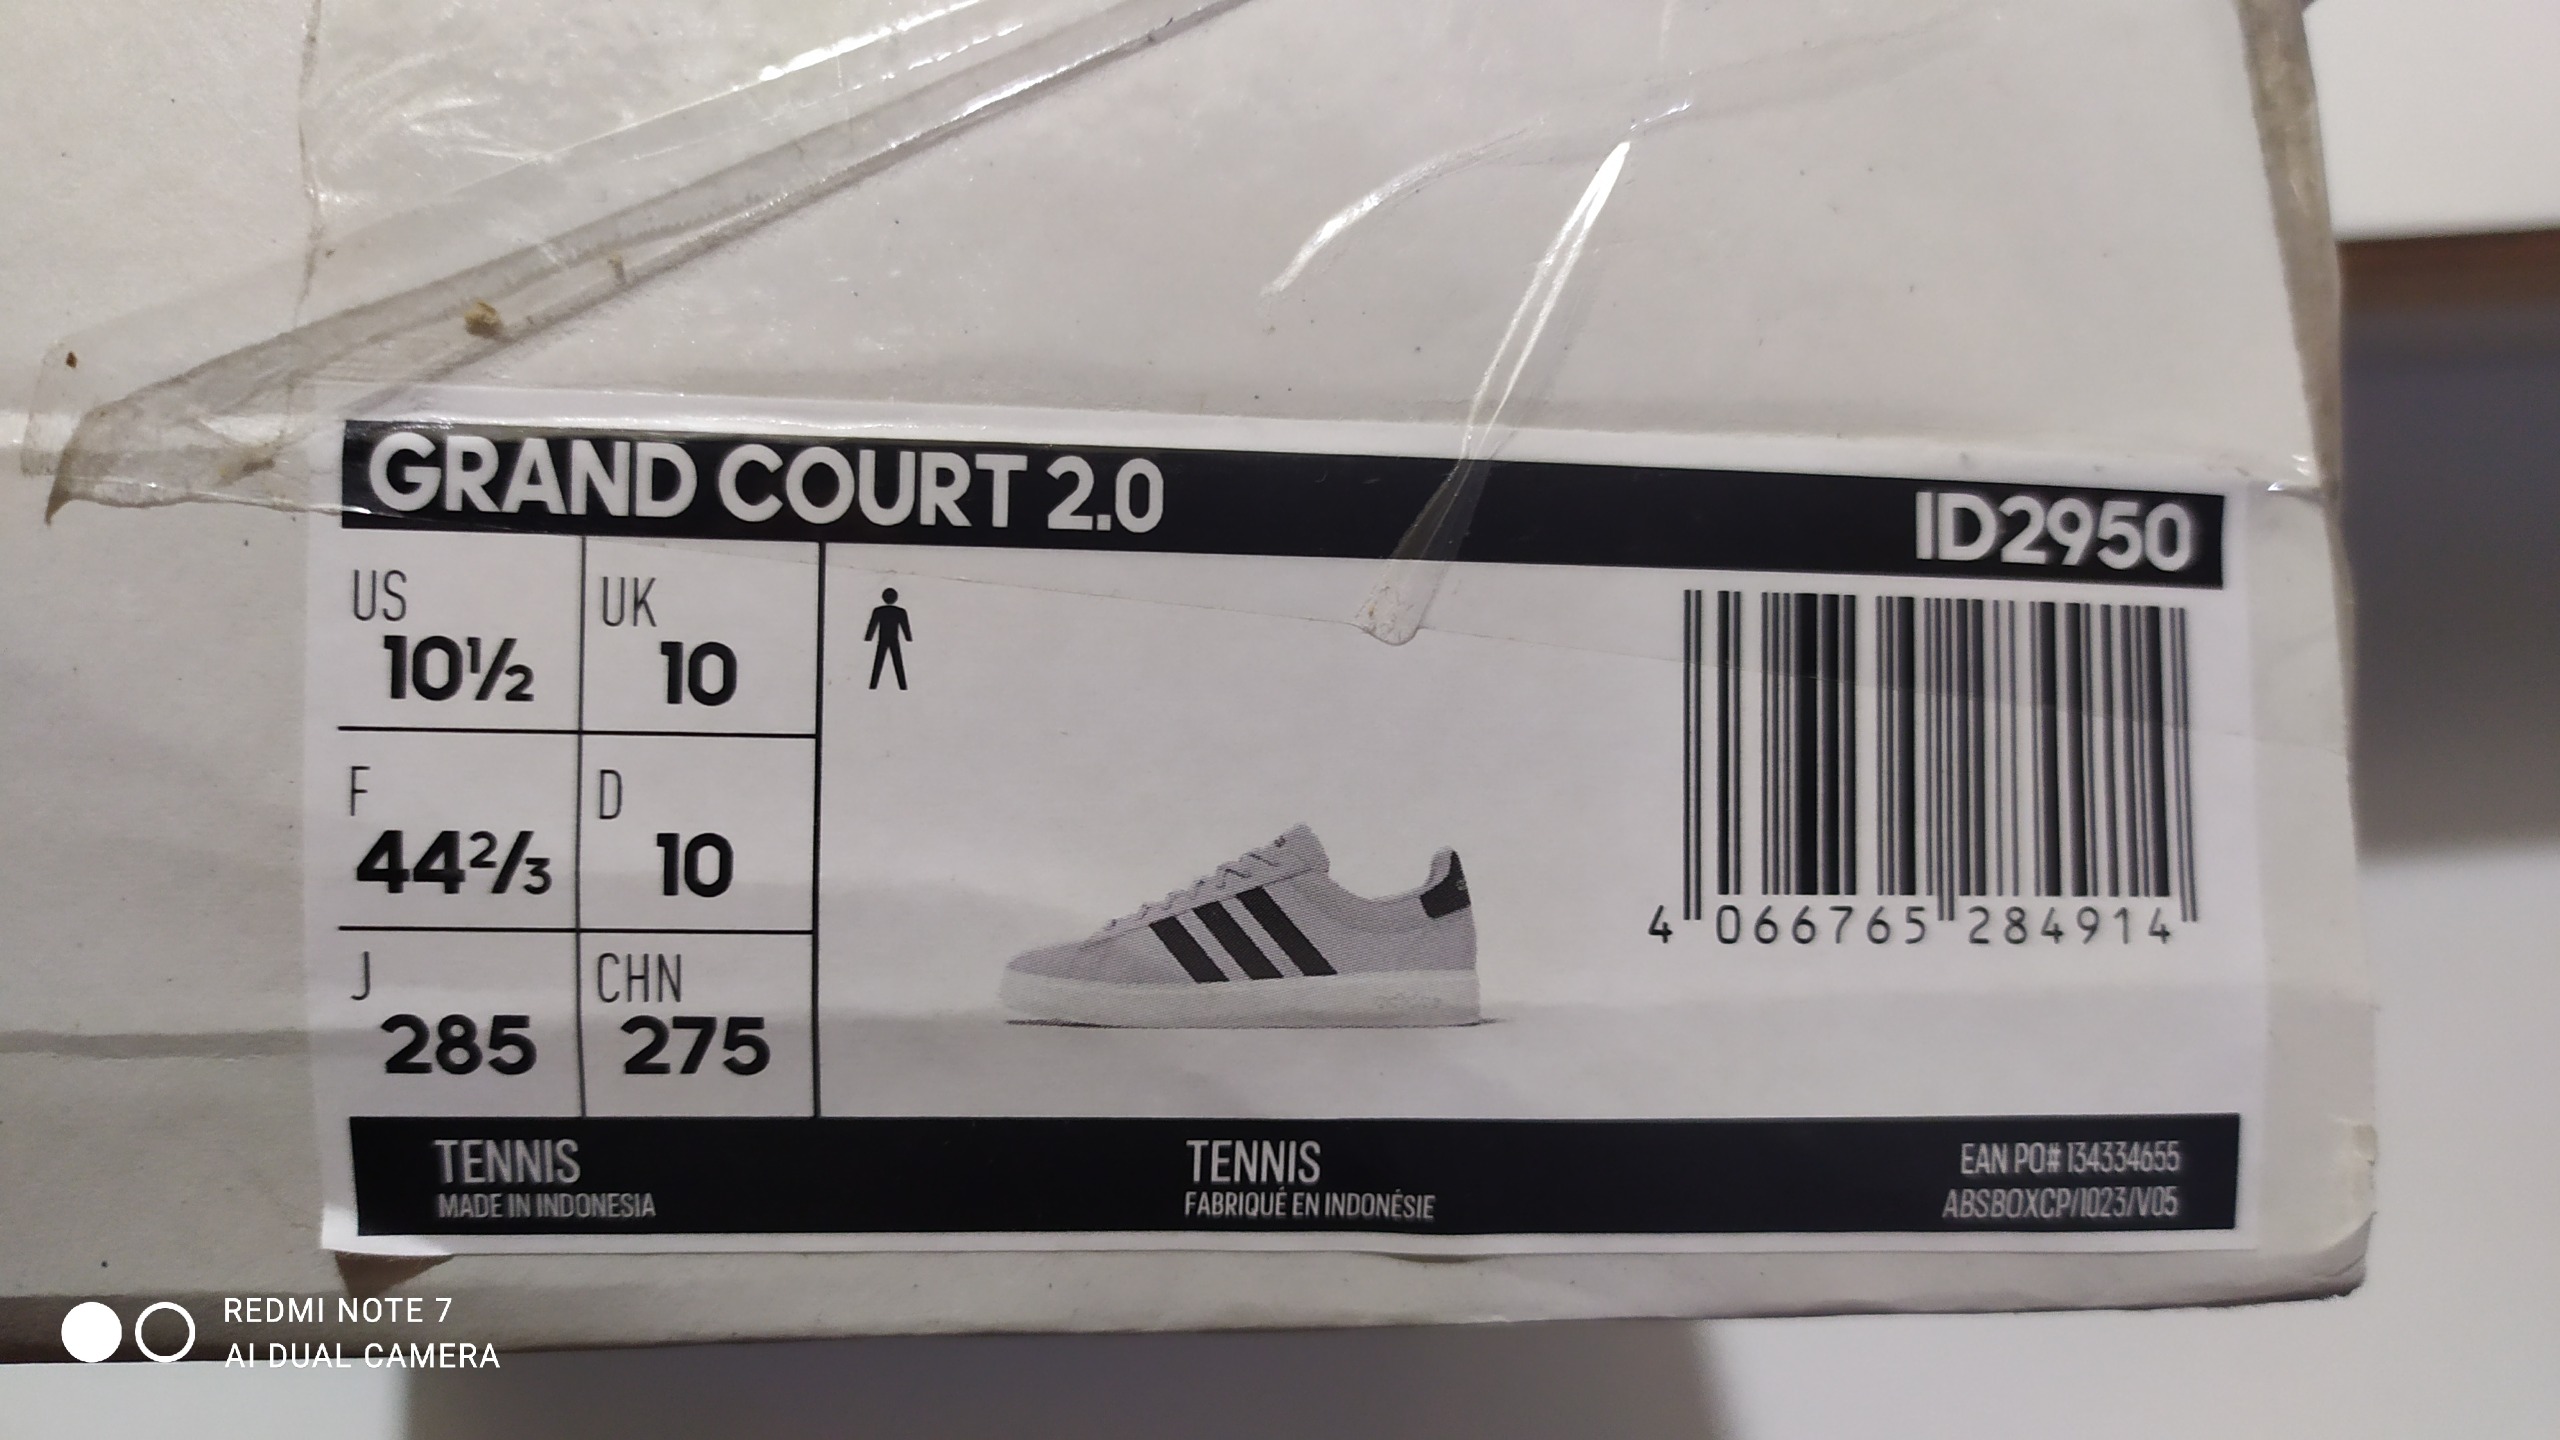 GRAND COURT 2.0
ID2950
US
10½
UK
10
F
44⅔
D
10
J
285
CHN
275
4 066765 284914
TENNIS
MADE IN INDONESIA
TENNIS
FABRIQUÉ EN INDONÉSIE
EAN PO# 134334655
ABSBOXCP/1023/V05
REDMI NOTE 7
AI DUAL CAMERA